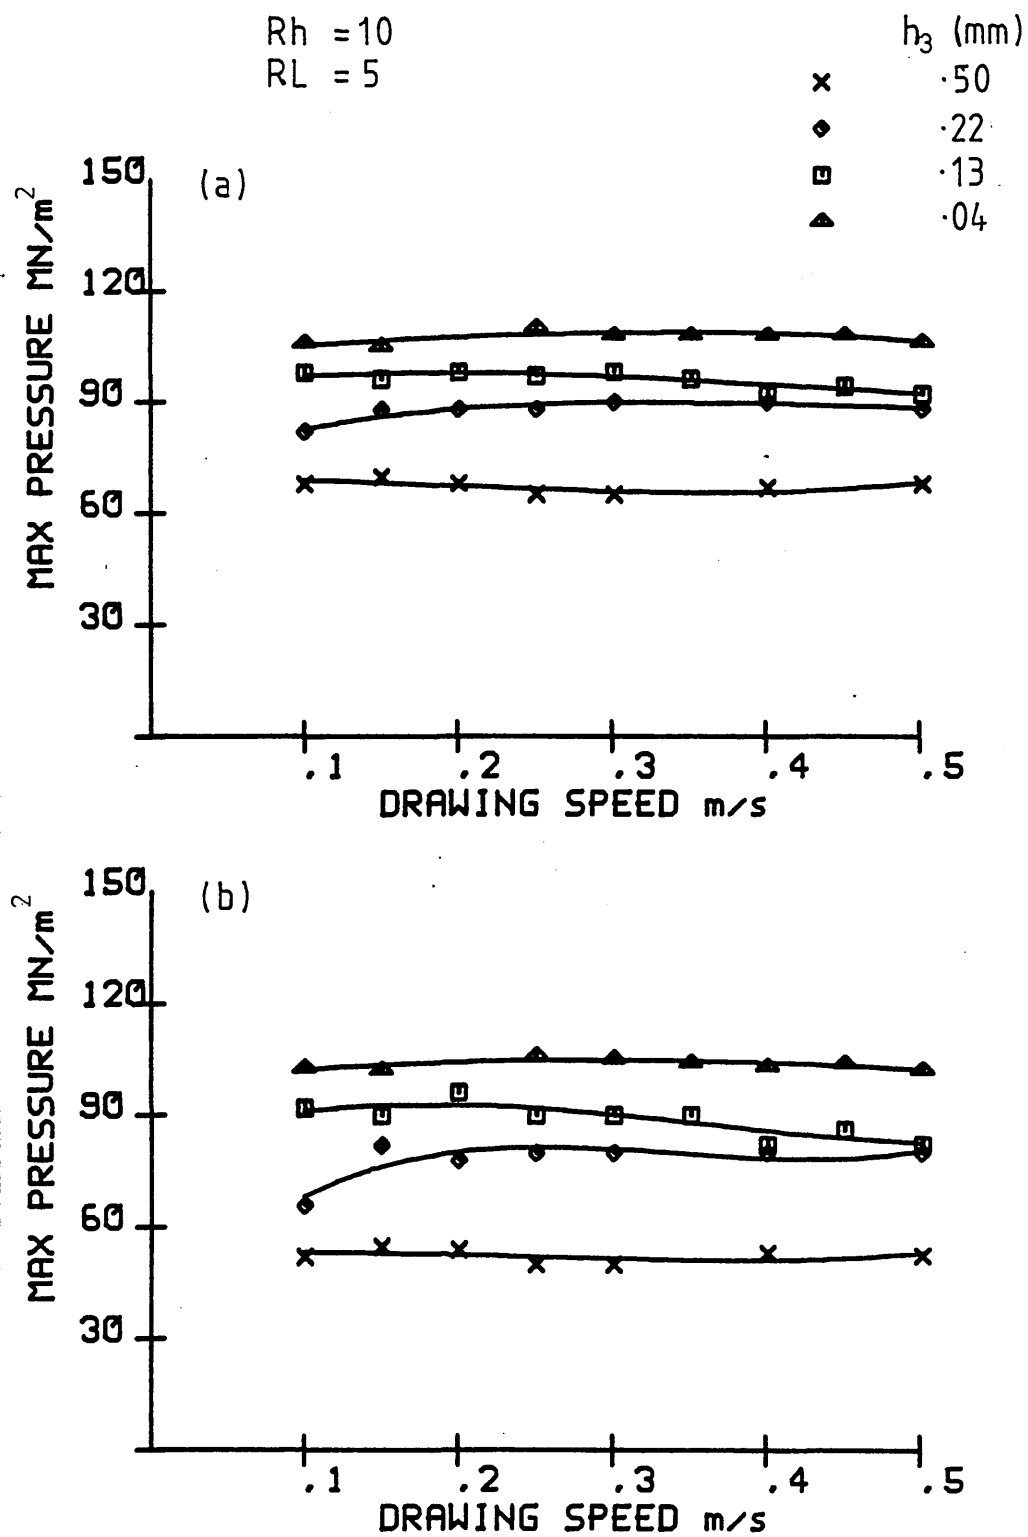 Rh = 10
RL = 5
h₃ (mm)
·50
·22
·13
·04
(a)
MAX PRESSURE MN/m²
150
120
90
60
30
.1 .2 .3 .4 .5
DRAWING SPEED m/s
(b)
MAX PRESSURE MN/m²
150
120
90
60
30
.1 .2 .3 .4 .5
DRAWING SPEED m/s